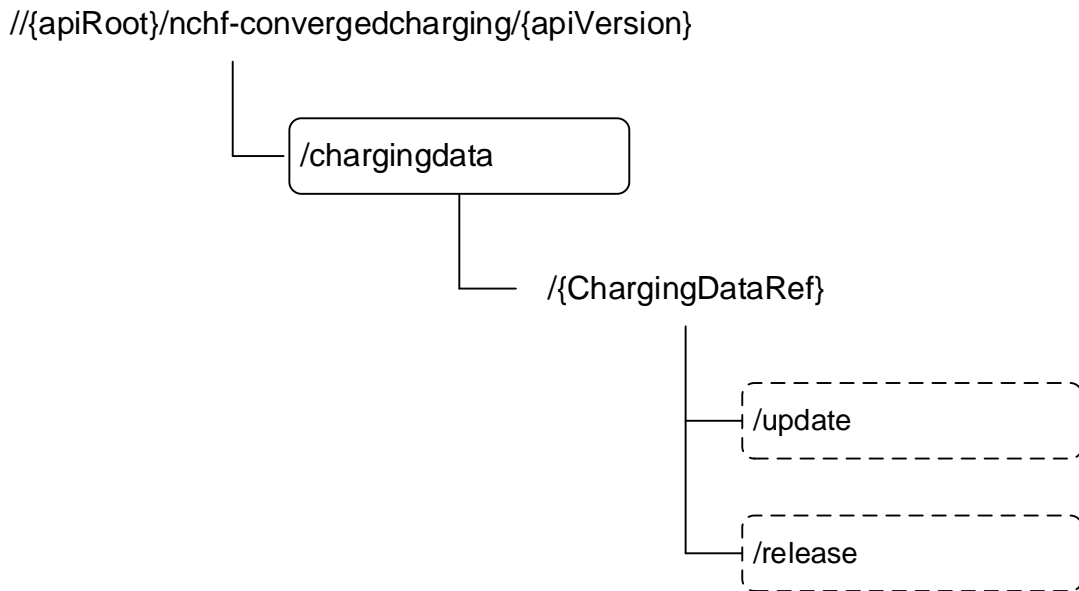 //{apiRoot}/nchf-convergedcharging/{apiVersion}
/chargingdata
/{ChargingDataRef}
/update
/release